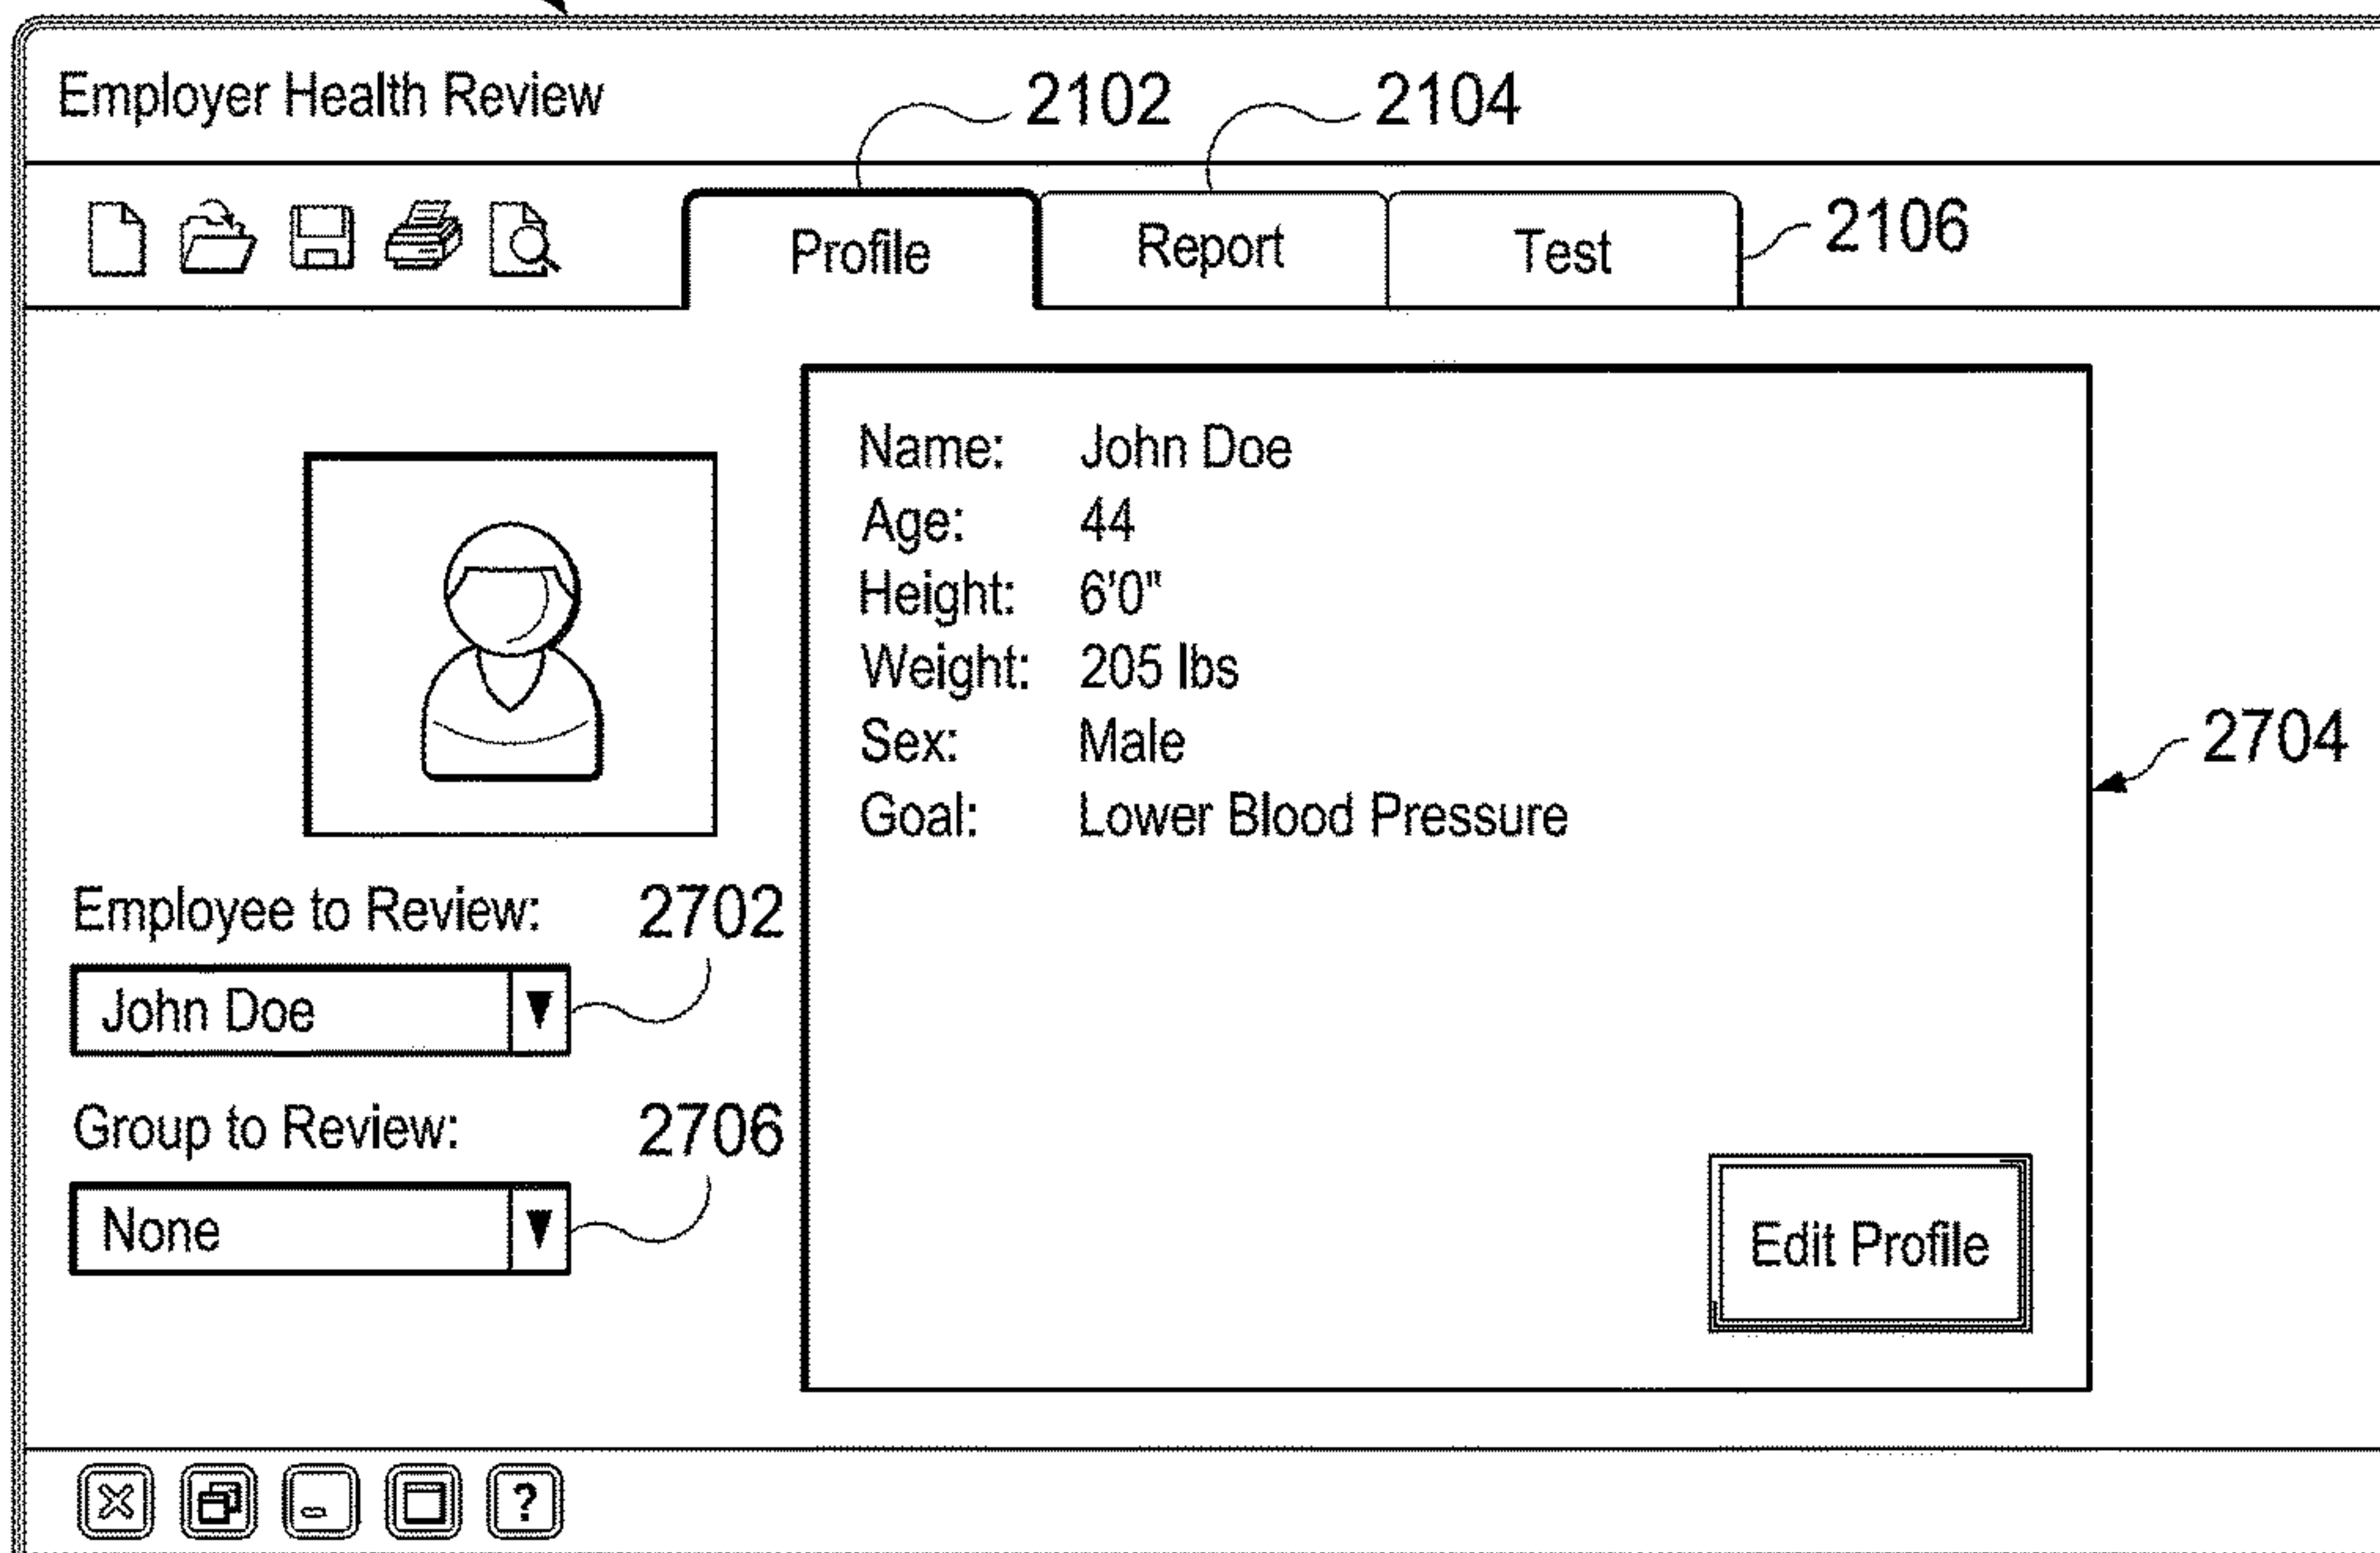 Employer Health Review
2102
2104
Profile
Report
Test
2106
Name: John Doe
Age: 44
Height: 6'0"
Weight: 205 lbs
Sex: Male
Goal: Lower Blood Pressure
2704
Employee to Review:
2702
John Doe
Group to Review:
2706
None
Edit Profile
?